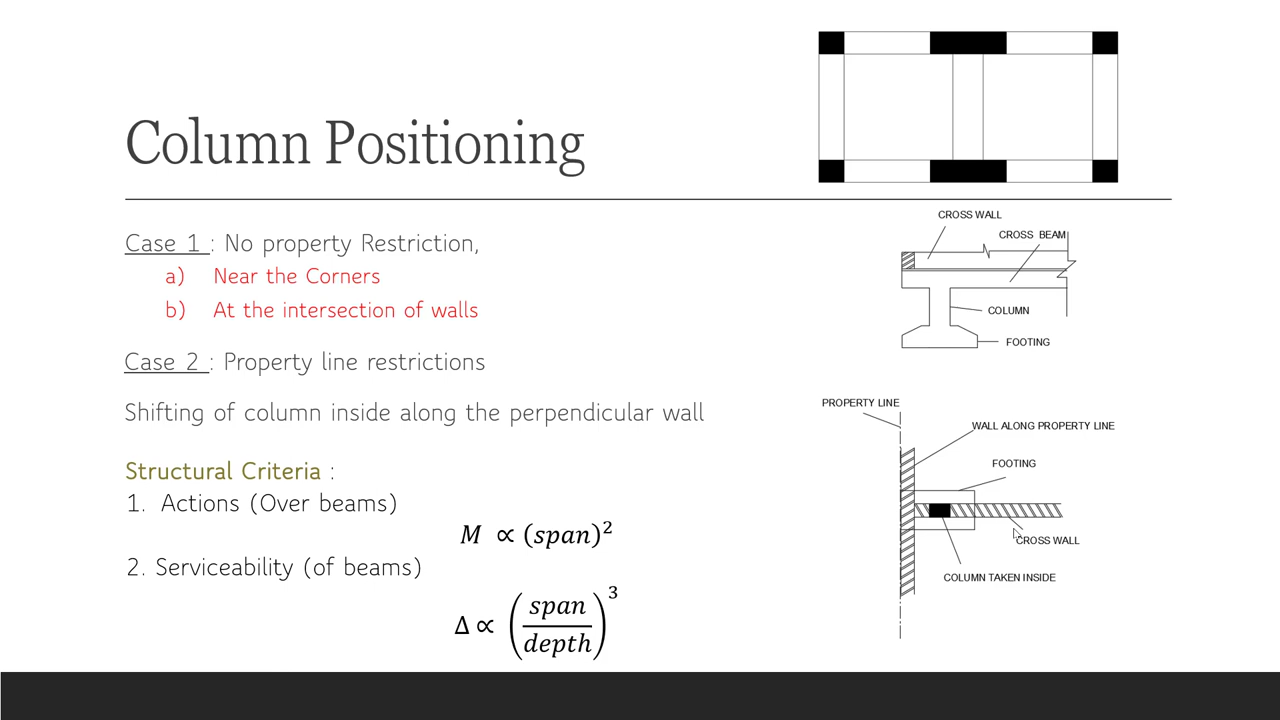 Column Positioning
Case 1 : No property Restriction,
a) Near the Corners
b) At the intersection of walls
Case 2 : Property line restrictions
Shifting of column inside along the perpendicular wall
Structural Criteria :
1. Actions (Over beams)
M ∝ (span)²
2. Serviceability (of beams)
Δ ∝ (span/depth)³
CROSS WALL
CROSS BEAM
COLUMN
FOOTING
PROPERTY LINE
WALL ALONG PROPERTY LINE
FOOTING
CROSS WALL
COLUMN TAKEN INSIDE